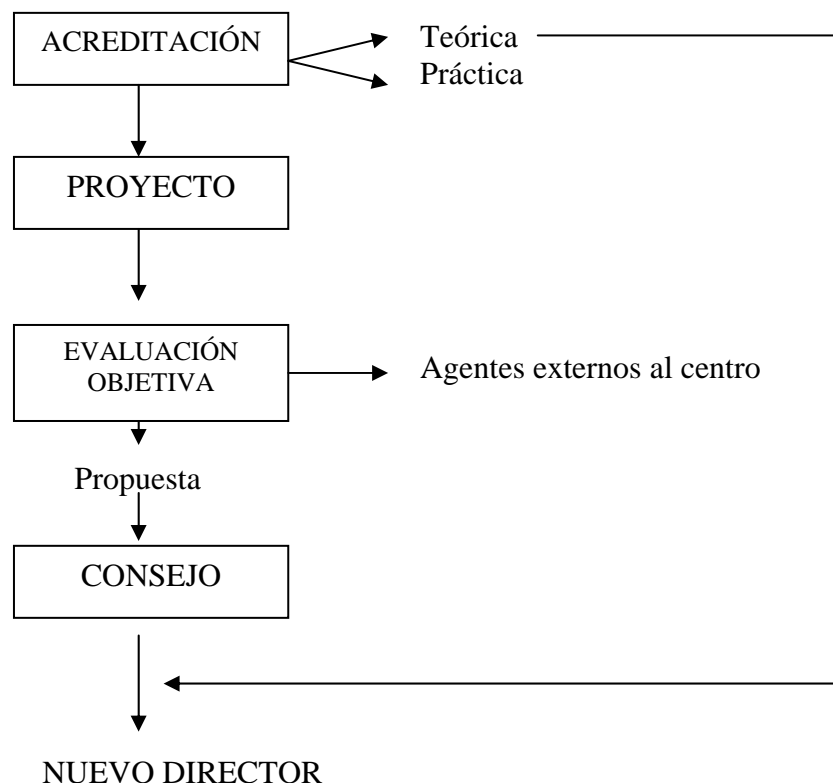 ACREDITACIÓN
Teórica
Práctica
PROYECTO
EVALUACIÓN
OBJETIVA
Agentes externos al centro
Propuesta
CONSEJO
NUEVO DIRECTOR